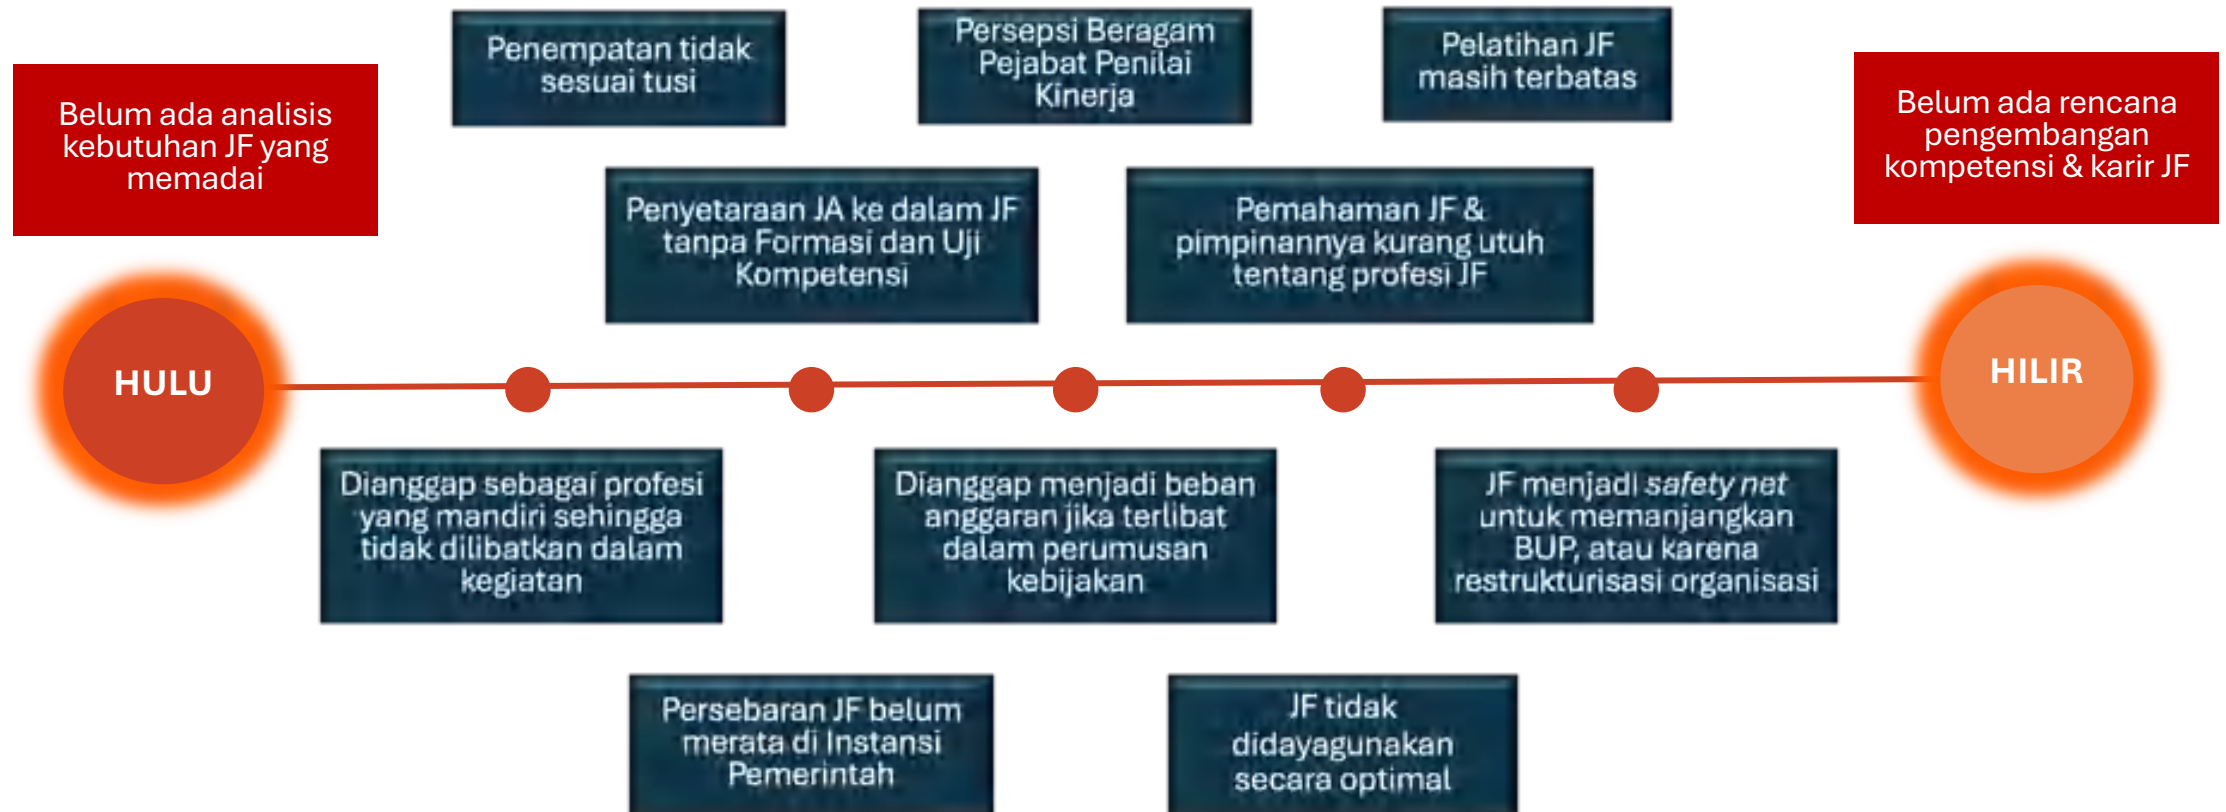 Belum ada analisis
kebutuhan JF yang
memadai
Penempatan tidak
sesuai tusi
Persepsi Beragam
Pejabat Penilai
Kinerja
Pelatihan JF
masih terbatas
Belum ada rencana
pengembangan
kompetensi & karir JF
Penyetaraan JA ke dalam JF
tanpa Formasi dan Uji
Kompetensi
Pemahaman JF &
pimpinannya kurang utuh
tentang profesi JF
HULU
HILIR
Dianggap sebagai profesi
yang mandiri sehingga
tidak dilibatkan dalam
kegiatan
Dianggap menjadi beban
anggaran jika terlibat
dalam perumusan
kebijakan
JF menjadi safety net
untuk memanjangkan
BUP, atau karena
restrukturisasi organisasi
Persebaran JF belum
merata di Instansi
Pemerintah
JF tidak
didayagunakan
secara optimal